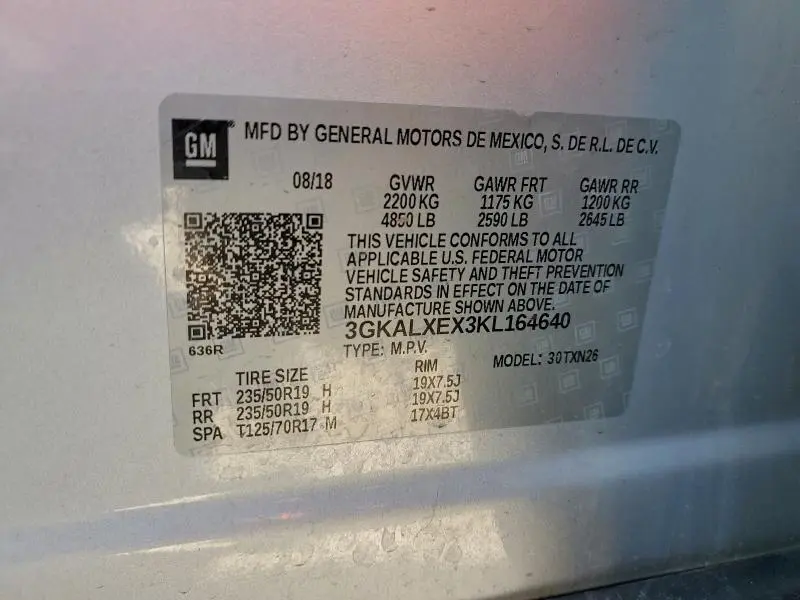 GM MFD BY GENERAL MOTORS DE MEXICO, S. DE R.L. DE C.V.
08/18 GVWR GAWR FRT GAWR RR
2200 KG 1175 KG 1200 KG
4850 LB 2590 LB 2645 LB
THIS VEHICLE CONFORMS TO ALL
APPLICABLE U.S. FEDERAL MOTOR
VEHICLE SAFETY AND THEFT PREVENTION
STANDARDS IN EFFECT ON THE DATE OF
MANUFACTURE SHOWN ABOVE.
3GKALXEX3KL164640
636R
TYPE: M.P.V. MODEL: 30TXN26
TIRE SIZE RIM
FRT 235/50R19 H 19X7.5J
RR 235/50R19 H 19X7.5J
SPA T125/70R17 M 17X4BT